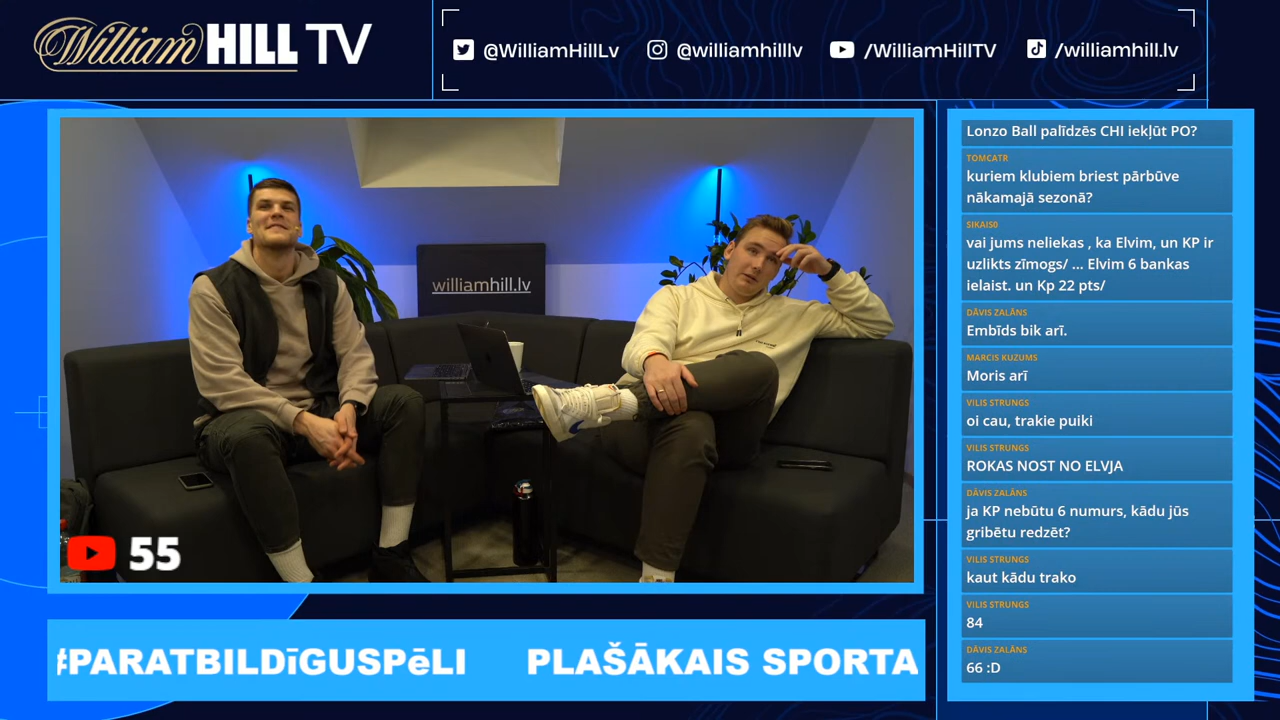 William HILL TV
@WilliamHillLv
@williamhilllv
/WilliamHillTV
/williamhill.lv
williamhill.lv
55
#PARATBILDīGUSPēLI PLAŠĀKAIS SPORTA
Lonzo Ball palīdzēs CHI iekļūt PO?
TOMCATR
kuriem klubiem briest pārbūve
nākamajā sezonā?
SIKAIS0
vai jums neliekas , ka Elvim, un KP ir
uzlikts zīmogs/ ... Elvim 6 bankas
ielaist. un Kp 22 pts/
DĀVIS ZALĀNS
Embīds bik arī.
MARCIS KUZUMS
Moris arī
VILIS STRUNGS
oi cau, trakie puiki
VILIS STRUNGS
ROKAS NOST NO ELVJA
DĀVIS ZALĀNS
ja KP nebūtu 6 numurs, kādu jūs
gribētu redzēt?
VILIS STRUNGS
kaut kādu trako
VILIS STRUNGS
84
DĀVIS ZALĀNS
66 :D